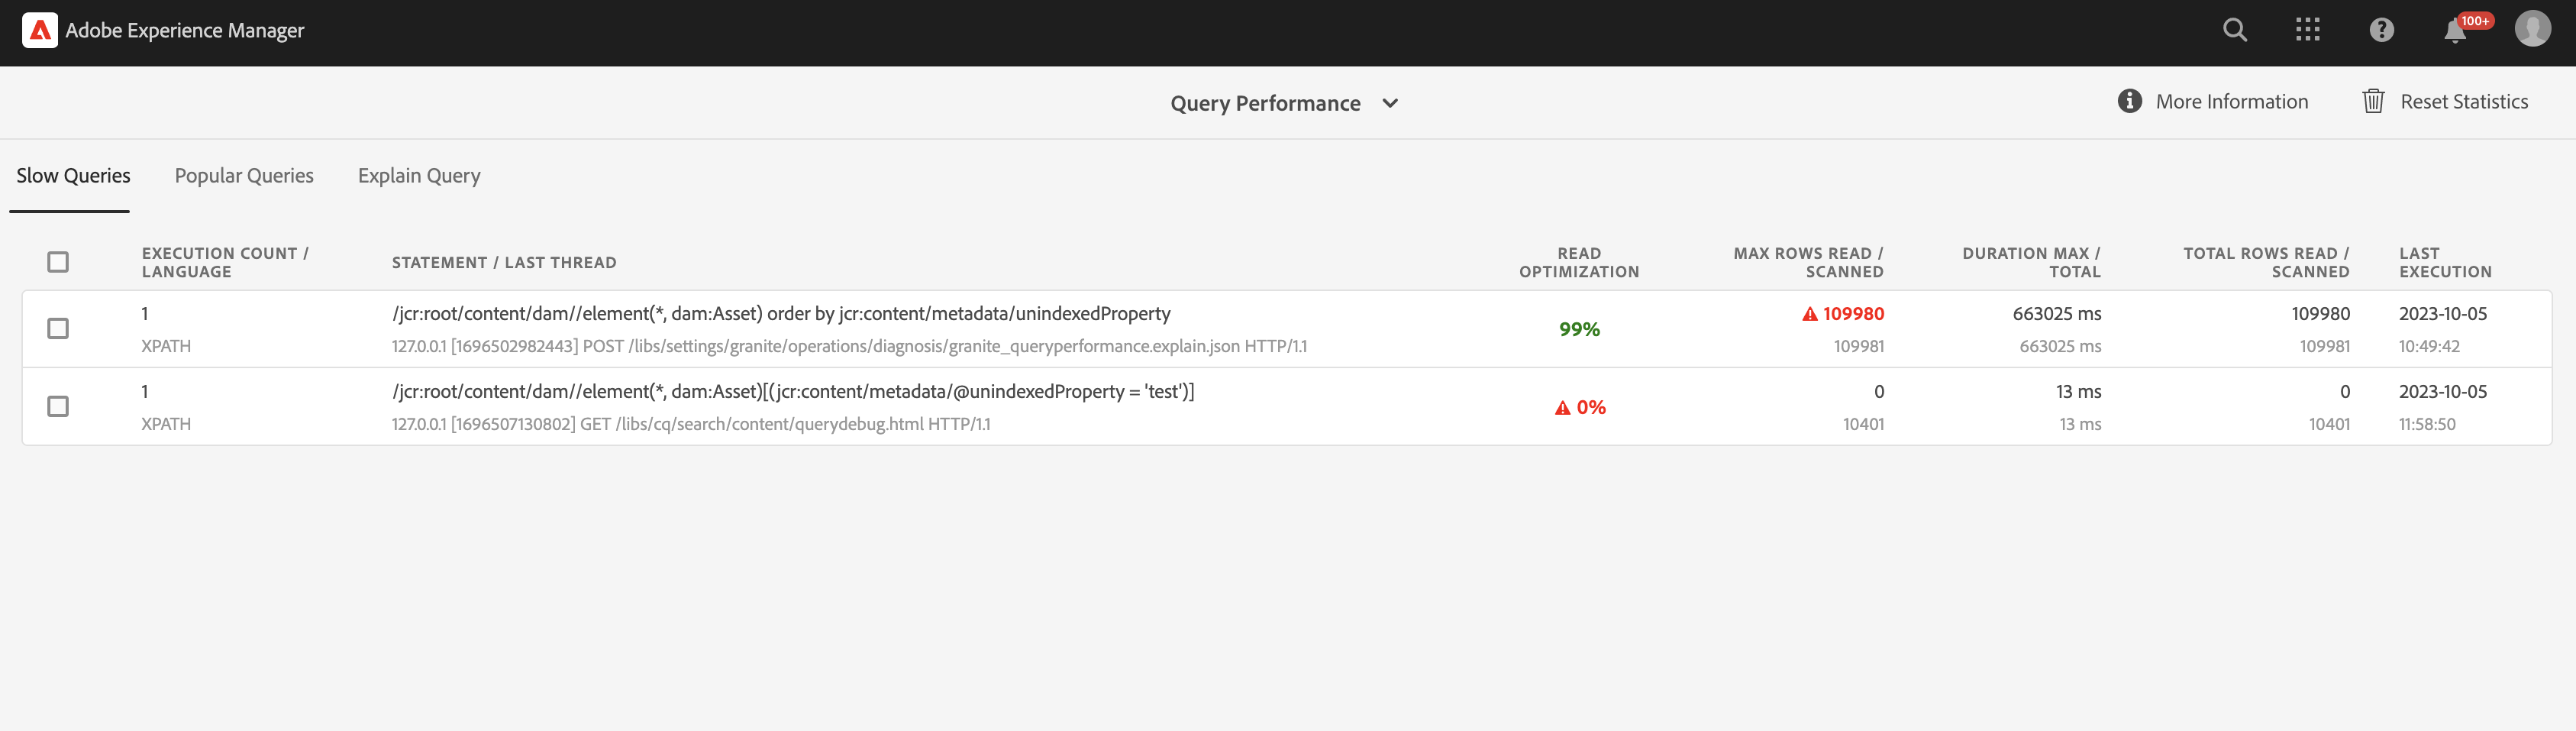 Adobe Experience Manager
100+
Query Performance
More Information
Reset Statistics
Slow Queries Popular Queries Explain Query
EXECUTION COUNT / LANGUAGE
STATEMENT / LAST THREAD
READ OPTIMIZATION
MAX ROWS READ / SCANNED
DURATION MAX / TOTAL
TOTAL ROWS READ / SCANNED
LAST EXECUTION
1 /jcr:root/content/dam//element(*, dam:Asset) order by jcr:content/metadata/unindexedProperty 99% 109980 663025 ms 109980 2023-10-05
XPATH 127.0.0.1 [1696502982443] POST /libs/settings/granite/operations/diagnosis/granite_queryperformance.explain.json HTTP/1.1 109981 663025 ms 109981 10:49:42
1 /jcr:root/content/dam//element(*, dam:Asset)[(jcr:content/metadata/@unindexedProperty = 'test')] 0% 0 13 ms 0 2023-10-05
XPATH 127.0.0.1 [1696507130802] GET /libs/cq/search/content/querydebug.html HTTP/1.1 10401 13 ms 10401 11:58:50